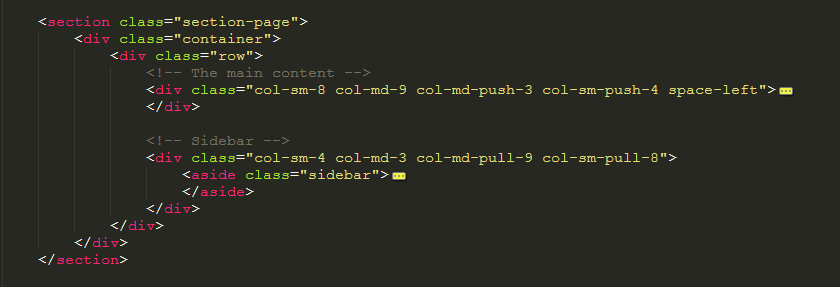 <section class="section-page">
<div class="container">
<div class="row">
<!-- The main content -->
<div class="col-sm-8 col-md-9 col-md-push-3 col-sm-push-4 space-left">
</div>
<!-- Sidebar -->
<div class="col-sm-4 col-md-3 col-md-pull-9 col-sm-pull-8">
<aside class="sidebar">
</aside>
</div>
</div>
</div>
</section>